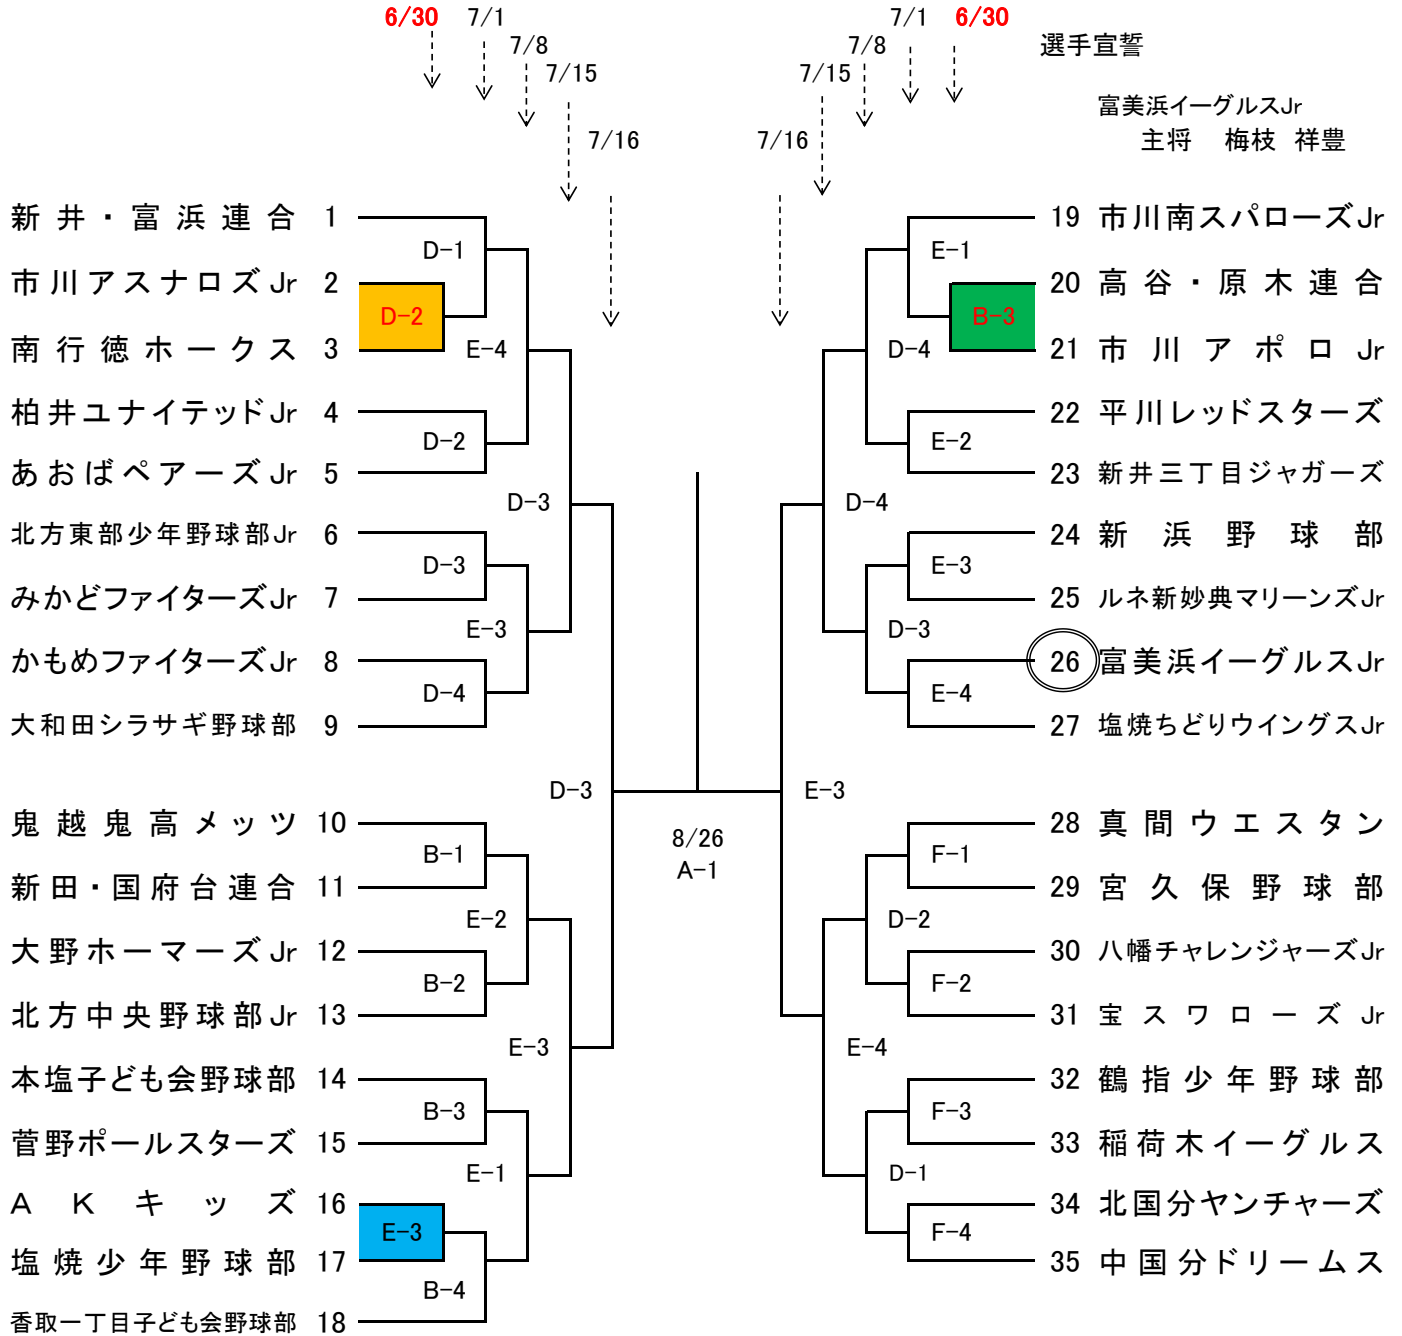 6/30 7/1 7/1 6/30
7/8 7/8 選手宣誓
7/15 7/15
富美浜イーグルスJr
7/16 7/16 主将 梅枝 祥豊
新井・富浜連合 1 19 市川南スパローズJr
D-1 E-1
市川アスナロズJr 2 20 高谷・原木連合
D-2 B-3
南行徳ホークス 3 E-4 D-4 21 市川アポロJr
柏井ユナイテッドJr 4 22 平川レッドスターズ
D-2 E-2
あおばペアーズJr 5 23 新井三丁目ジャガーズ
D-3 D-4
北方東部少年野球部Jr 6 24 新浜野球部
D-3 E-3
みかどファイターズJr 7 25 ルネ新妙典マリーンズJr
E-3 D-3
かもめファイターズJr 8 26 富美浜イーグルスJr
D-4 E-4
大和田シラサギ野球部 9 27 塩焼ちどりウイングスJr
D-3 E-3
鬼越鬼高メッツ 10 28 真間ウエスタン
8/26
B-1 F-1
A-1
新田・国府台連合 11 29 宮久保野球部
E-2 D-2
大野ホーマーズJr 12 30 八幡チャレンジャーズJr
B-2 F-2
北方中央野球部Jr 13 31 宝スワローズJr
E-3 E-4
本塩子ども会野球部 14 32 鶴指少年野球部
B-3 F-3
菅野ポールスターズ 15 33 稲荷木イーグルス
E-1 D-1
AKキッズ 16 34 北国分ヤンチャーズ
E-3 F-4
塩焼少年野球部 17 35 中国分ドリームス
B-4
香取一丁目子ども会野球部 18